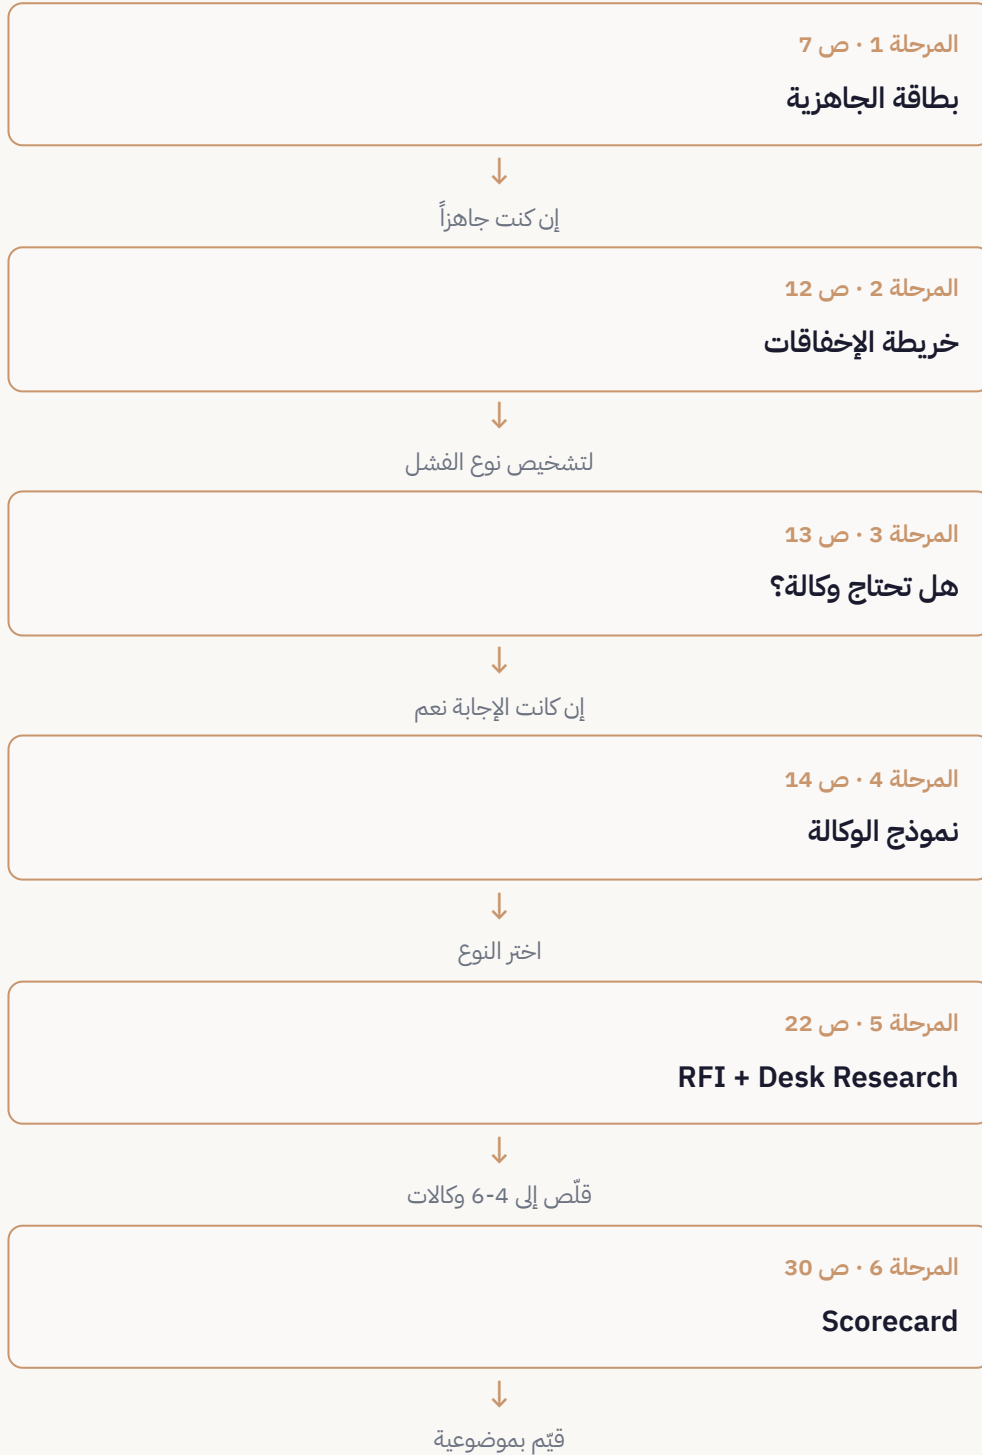 المرحلة 1 · ص 7
بطاقة الجاهزية
↓
إن كنت جاهزاً
المرحلة 2 · ص 12
خريطة الإخفاقات
↓
لتشخيص نوع الفشل
المرحلة 3 · ص 13
هل تحتاج وكالة؟
↓
إن كانت الإجابة نعم
المرحلة 4 · ص 14
نموذج الوكالة
↓
اختر النوع
المرحلة 5 · ص 22
RFI + Desk Research
↓
قلّص إلى 4-6 وكالات
المرحلة 6 · ص 30
Scorecard
↓
قيّم بموضوعية